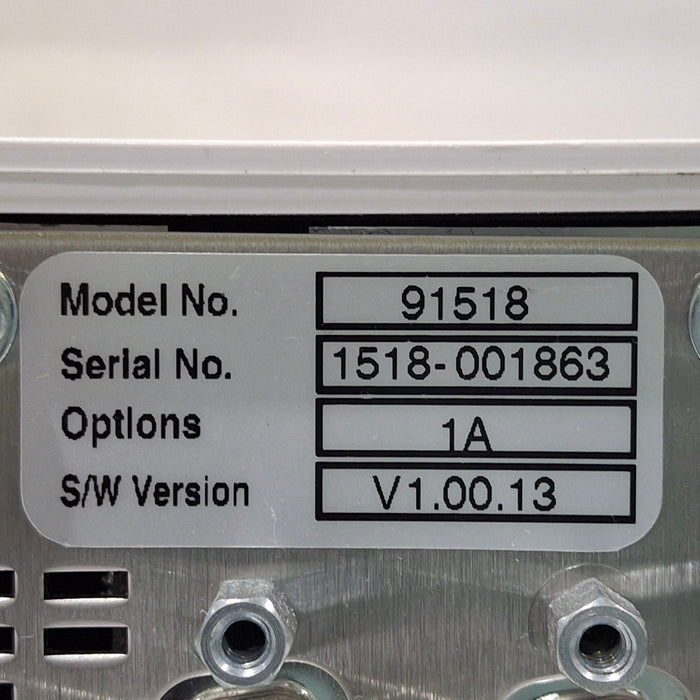 Model No. 91518
Serial No. 1518-001863
Options 1A
S/W Version V1.00.13